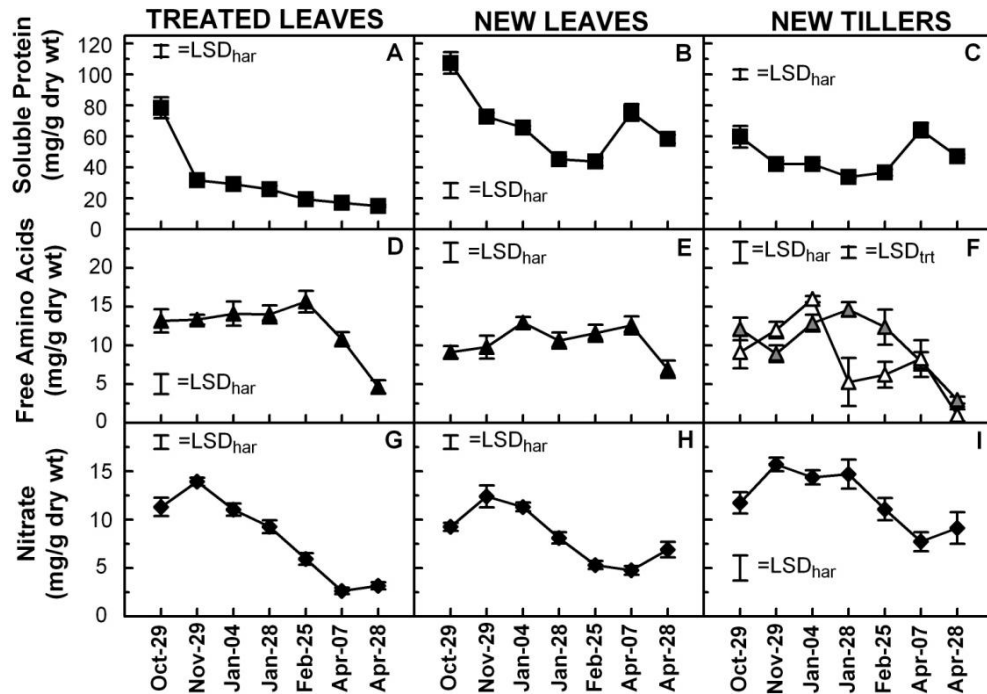 TREATED LEAVES NEW LEAVES NEW TILLERS
Soluble Protein
(mg/g dry wt)
120
100
80
60
40
20
0
=LSDhar
A
=LSDhar
B
=LSDhar
C
Free Amino Acids
(mg/g dry wt)
20
15
10
5
0
=LSDhar
D
=LSDhar
E
=LSDhar =LSDtrt
F
Nitrate
(mg/g dry wt)
15
10
5
0
=LSDhar
G
=LSDhar
H
=LSDhar
I
Oct-29
Nov-29
Jan-04
Jan-28
Feb-25
Apr-07
Apr-28
Oct-29
Nov-29
Jan-04
Jan-28
Feb-25
Apr-07
Apr-28
Oct-29
Nov-29
Jan-04
Jan-28
Feb-25
Apr-07
Apr-28